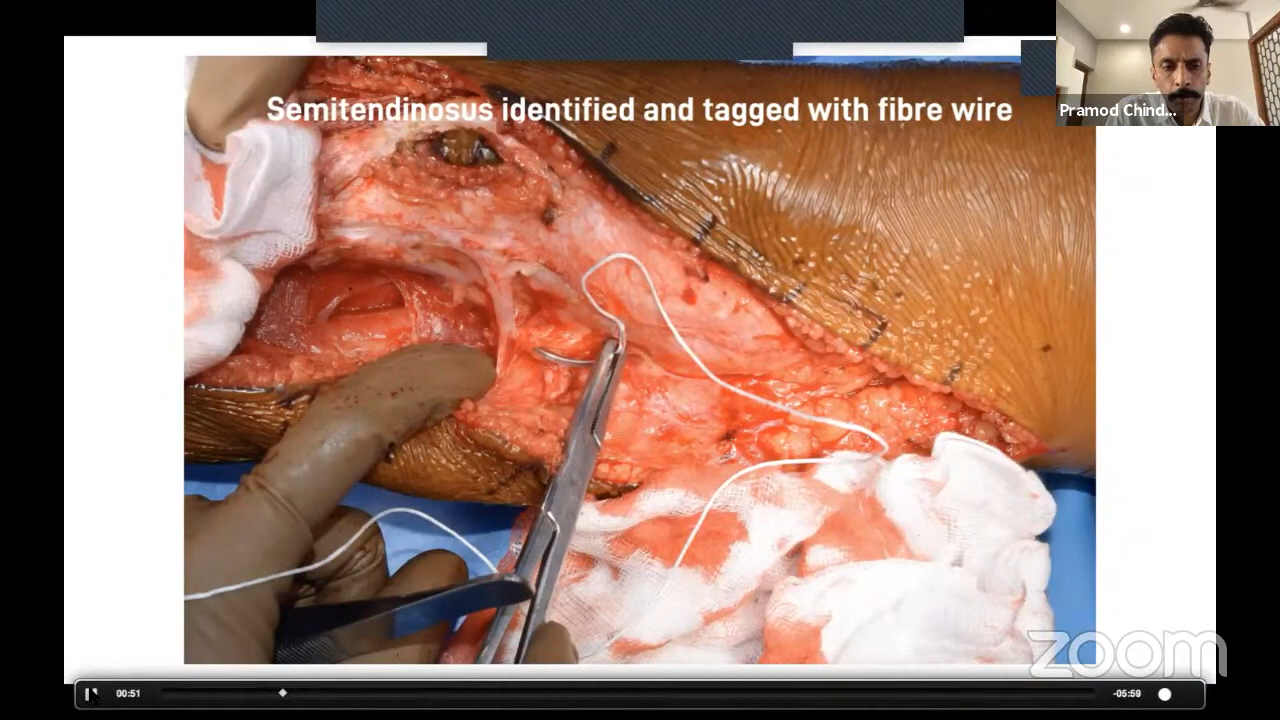 Semitendinosus identified and tagged with fibre wire
Pramod Chind...
zoom
00:51
-05:59